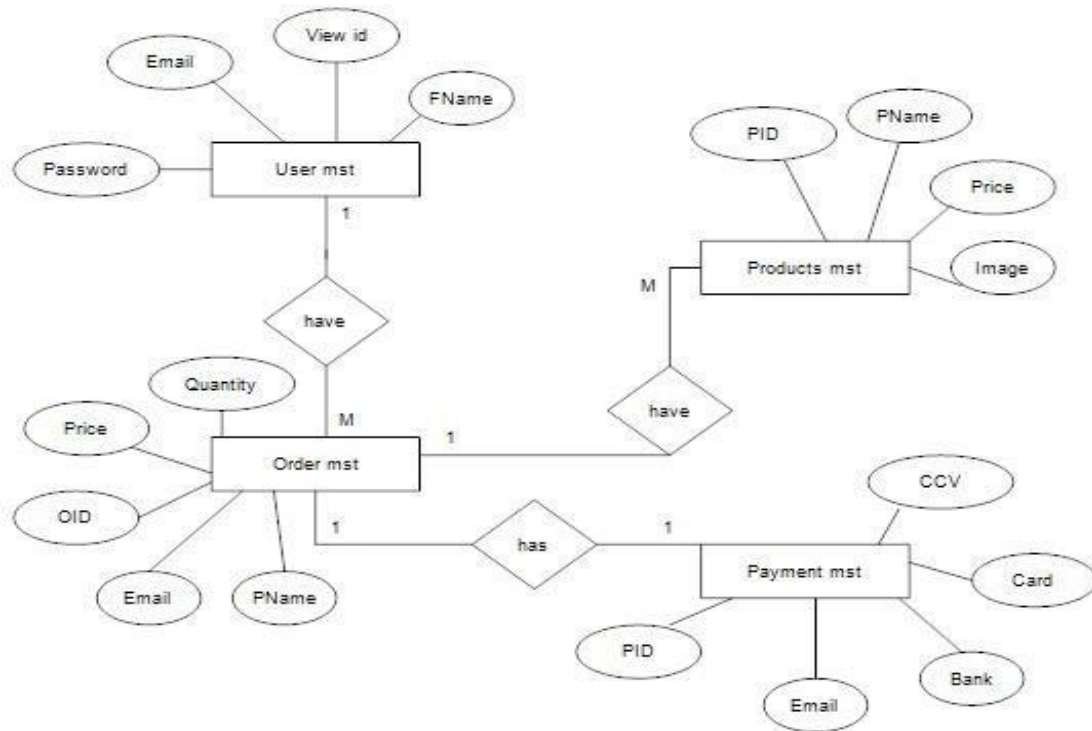 View id
Email
FName
Password
User mst
1
PID
PName
Price
Products mst
Image
M
have
Quantity
have
Price
M
1
Order mst
OID
CCV
1
has
1
Payment mst
Card
Email
PName
PID
Bank
Email